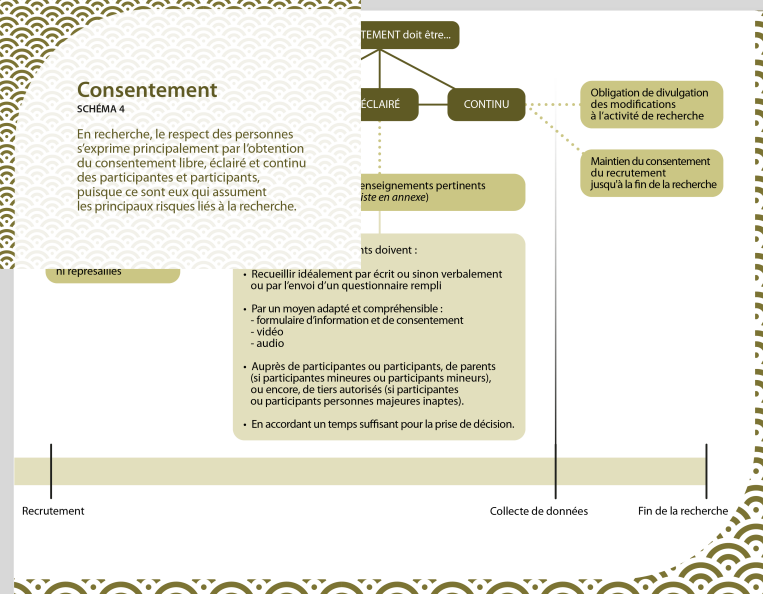 Consentement
SCHÉMA 4
En recherche, le respect des personnes
s'exprime principalement par l'obtention
du consentement libre, éclairé et continu
des participantes et participants,
puisque ce sont eux qui assument
les principaux risques liés à la recherche.
TEMENT doit être...
ÉCLAIRÉ
CONTINU
Obligation de divulgation
des modifications
à l'activité de recherche
Maintien du consentement
du recrutement
jusqu'à la fin de la recherche
enseignements pertinents
iste en annexe)
ni représailles
nts doivent :
• Recueillir idéalement par écrit ou sinon verbalement
ou par l'envoi d'un questionnaire rempli
• Par un moyen adapté et compréhensible :
- formulaire d'information et de consentement
- vidéo
- audio
• Auprès de participantes ou participants, de parents
(si participantes mineures ou participants mineurs),
ou encore, de tiers autorisés (si participantes
ou participants personnes majeures inaptes).
• En accordant un temps suffisant pour la prise de décision.
Recrutement
Collecte de données
Fin de la recherche